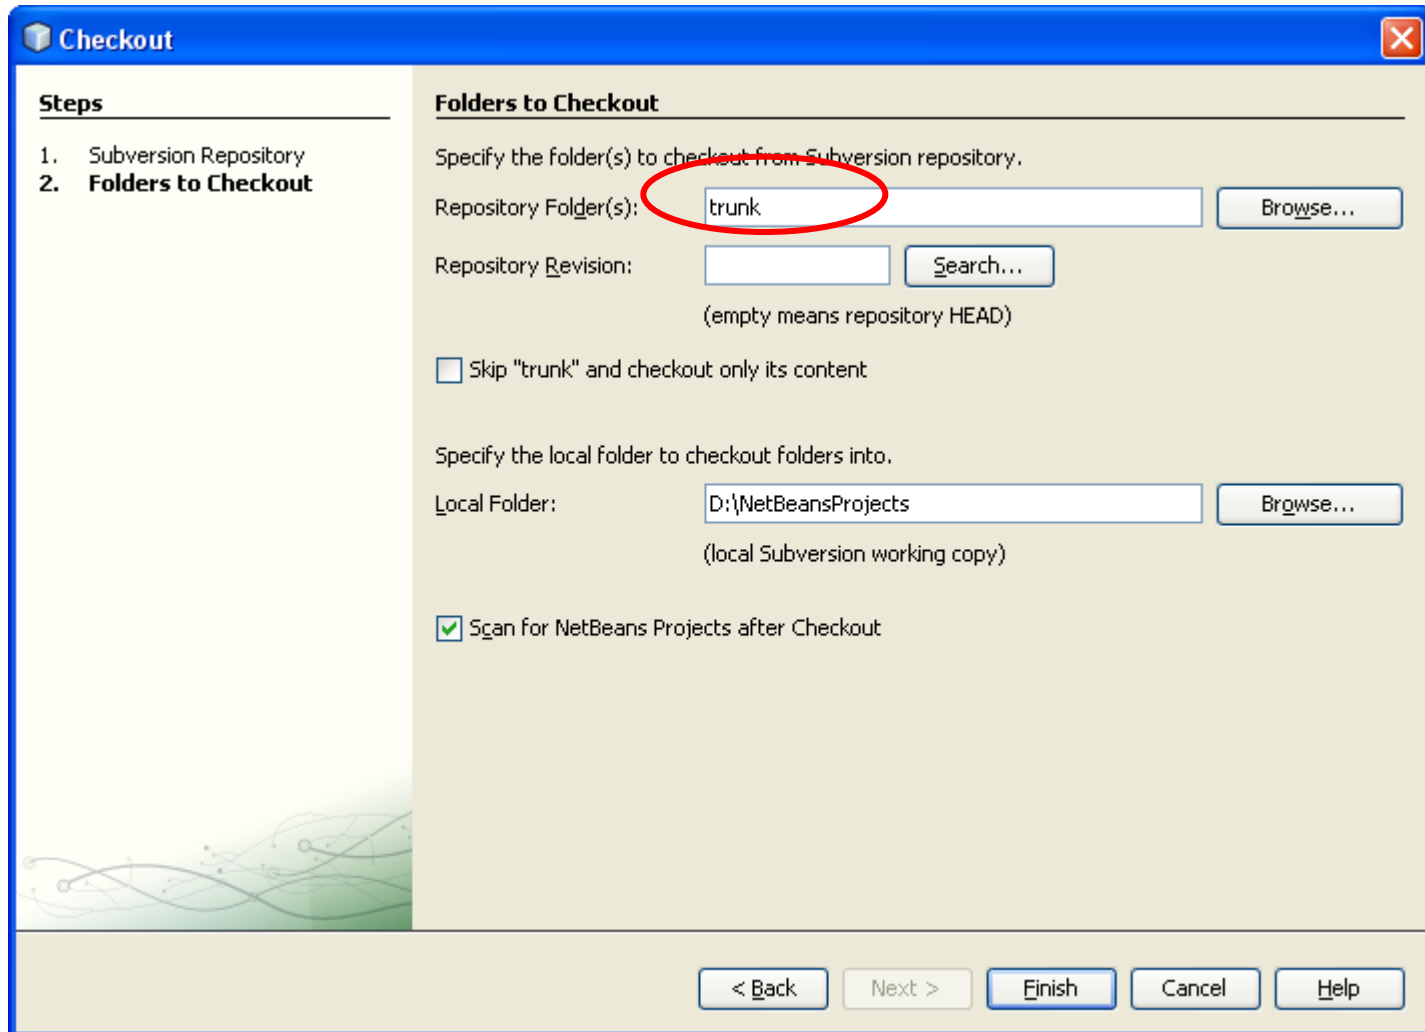 Checkout
Steps
1. Subversion Repository
2. Folders to Checkout
Folders to Checkout
Specify the folder(s) to checkout from Subversion repository.
Repository Folder(s): trunk Browse...
Repository Revision: Search...
(empty means repository HEAD)
Skip "trunk" and checkout only its content
Specify the local folder to checkout folders into.
Local Folder: D:\NetBeansProjects Browse...
(local Subversion working copy)
Scan for NetBeans Projects after Checkout
< Back Next > Finish Cancel Help